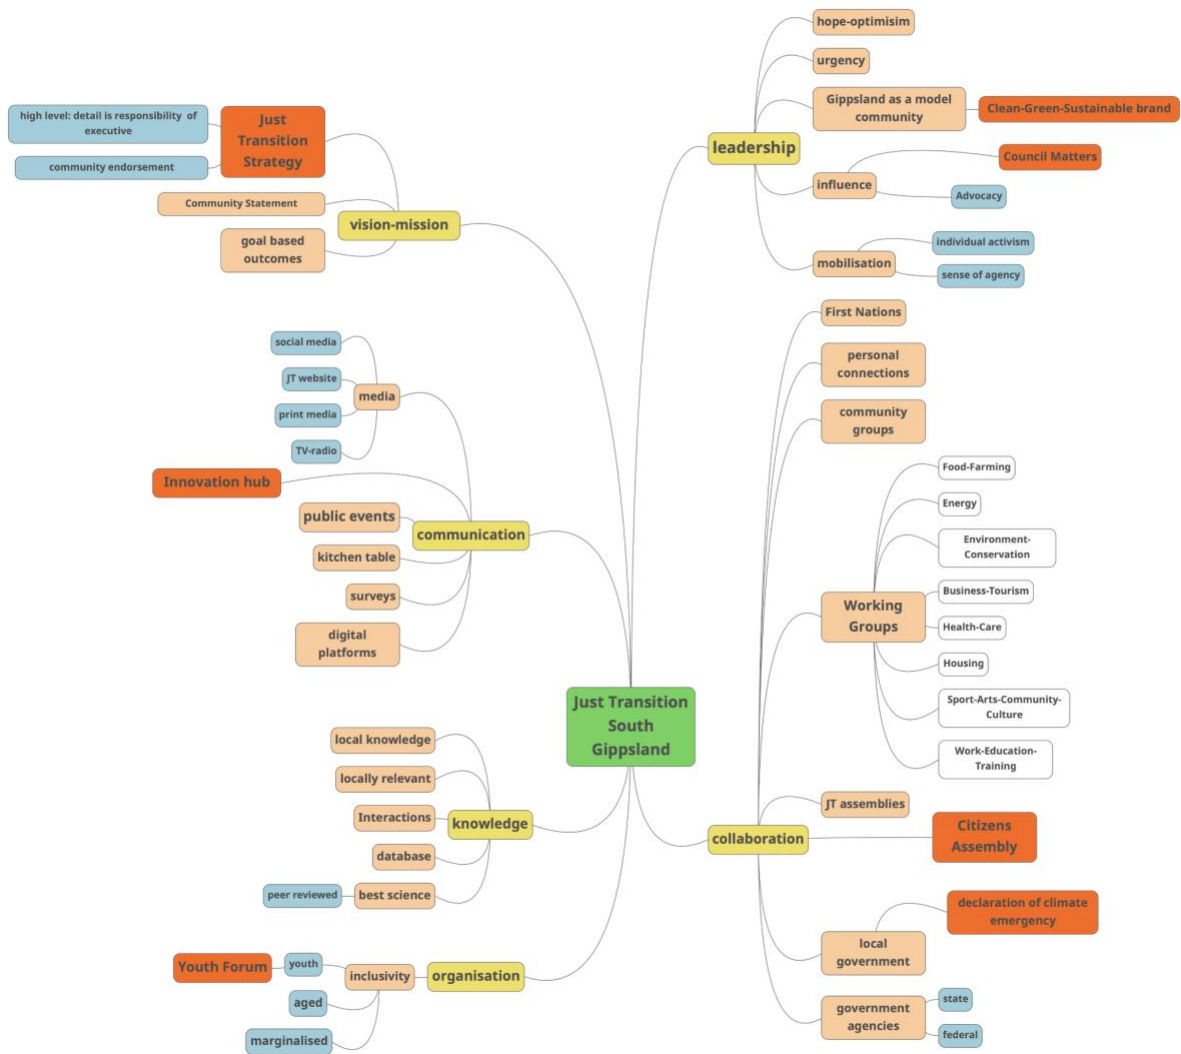 Just Transition
South
Gippsland
vision-mission
Just
Transition
Strategy
high level: detail is responsibility of
executive
community endorsement
Community Statement
goal based
outcomes
communication
media
social media
JT website
print media
TV-radio
Innovation hub
public events
kitchen table
surveys
digital
platforms
knowledge
local knowledge
locally relevant
Interactions
database
best science
peer reviewed
organisation
inclusivity
youth
Youth Forum
aged
marginalised
leadership
hope-optimisim
urgency
Gippsland as a model
community
Clean-Green-Sustainable brand
influence
Council Matters
Advocacy
mobilisation
individual activism
sense of agency
collaboration
First Nations
personal
connections
community
groups
Working
Groups
Food-Farming
Energy
Environment-
Conservation
Business-Tourism
Health-Care
Housing
Sport-Arts-Community-
Culture
Work-Education-
Training
JT assemblies
Citizens
Assembly
local
government
declaration of climate
emergency
government
agencies
state
federal